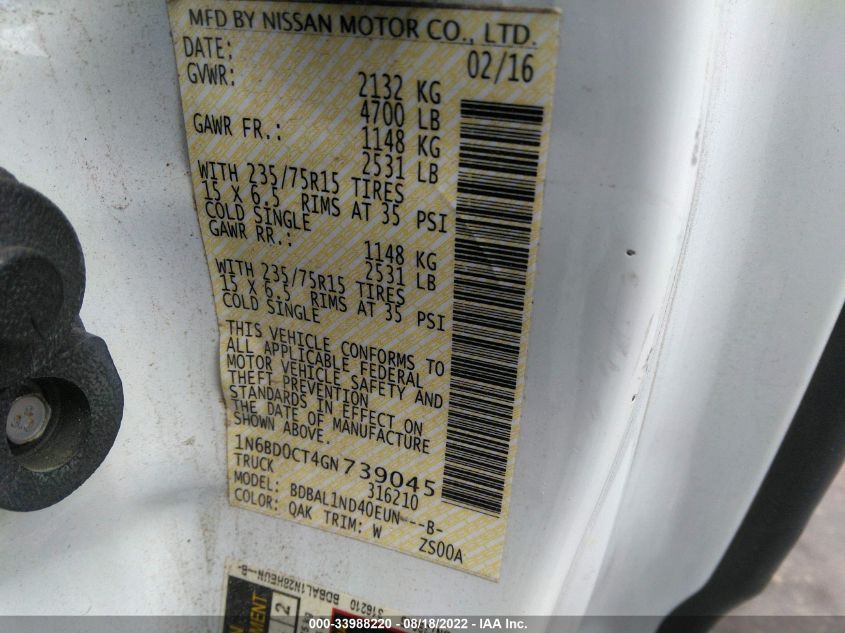 MFD BY NISSAN MOTOR CO., LTD.
DATE: 02/16
GVWR: 2132 KG
4700 LB
GAWR FR.: 1148 KG
2531 LB
WITH 235/75R15 TIRES
15 X 6.5 RIMS AT 35 PSI
COLD SINGLE
GAWR RR.: 1148 KG
2531 LB
WITH 235/75R15 TIRES
15 X 6.5 RIMS AT 35 PSI
COLD SINGLE
THIS VEHICLE CONFORMS TO
ALL APPLICABLE FEDERAL
MOTOR VEHICLE SAFETY AND
THEFT PREVENTION
STANDARDS IN EFFECT ON
THE DATE OF MANUFACTURE
SHOWN ABOVE.
1N6BD0CT4GN739045
TRUCK 316210
MODEL: BDBAL1ND40EUN---B-
COLOR: QAK TRIM: W ZS00A
316210 BDBAL1N28HEUN--B-
2
000-33988220 - 08/18/2022 - IAA Inc.